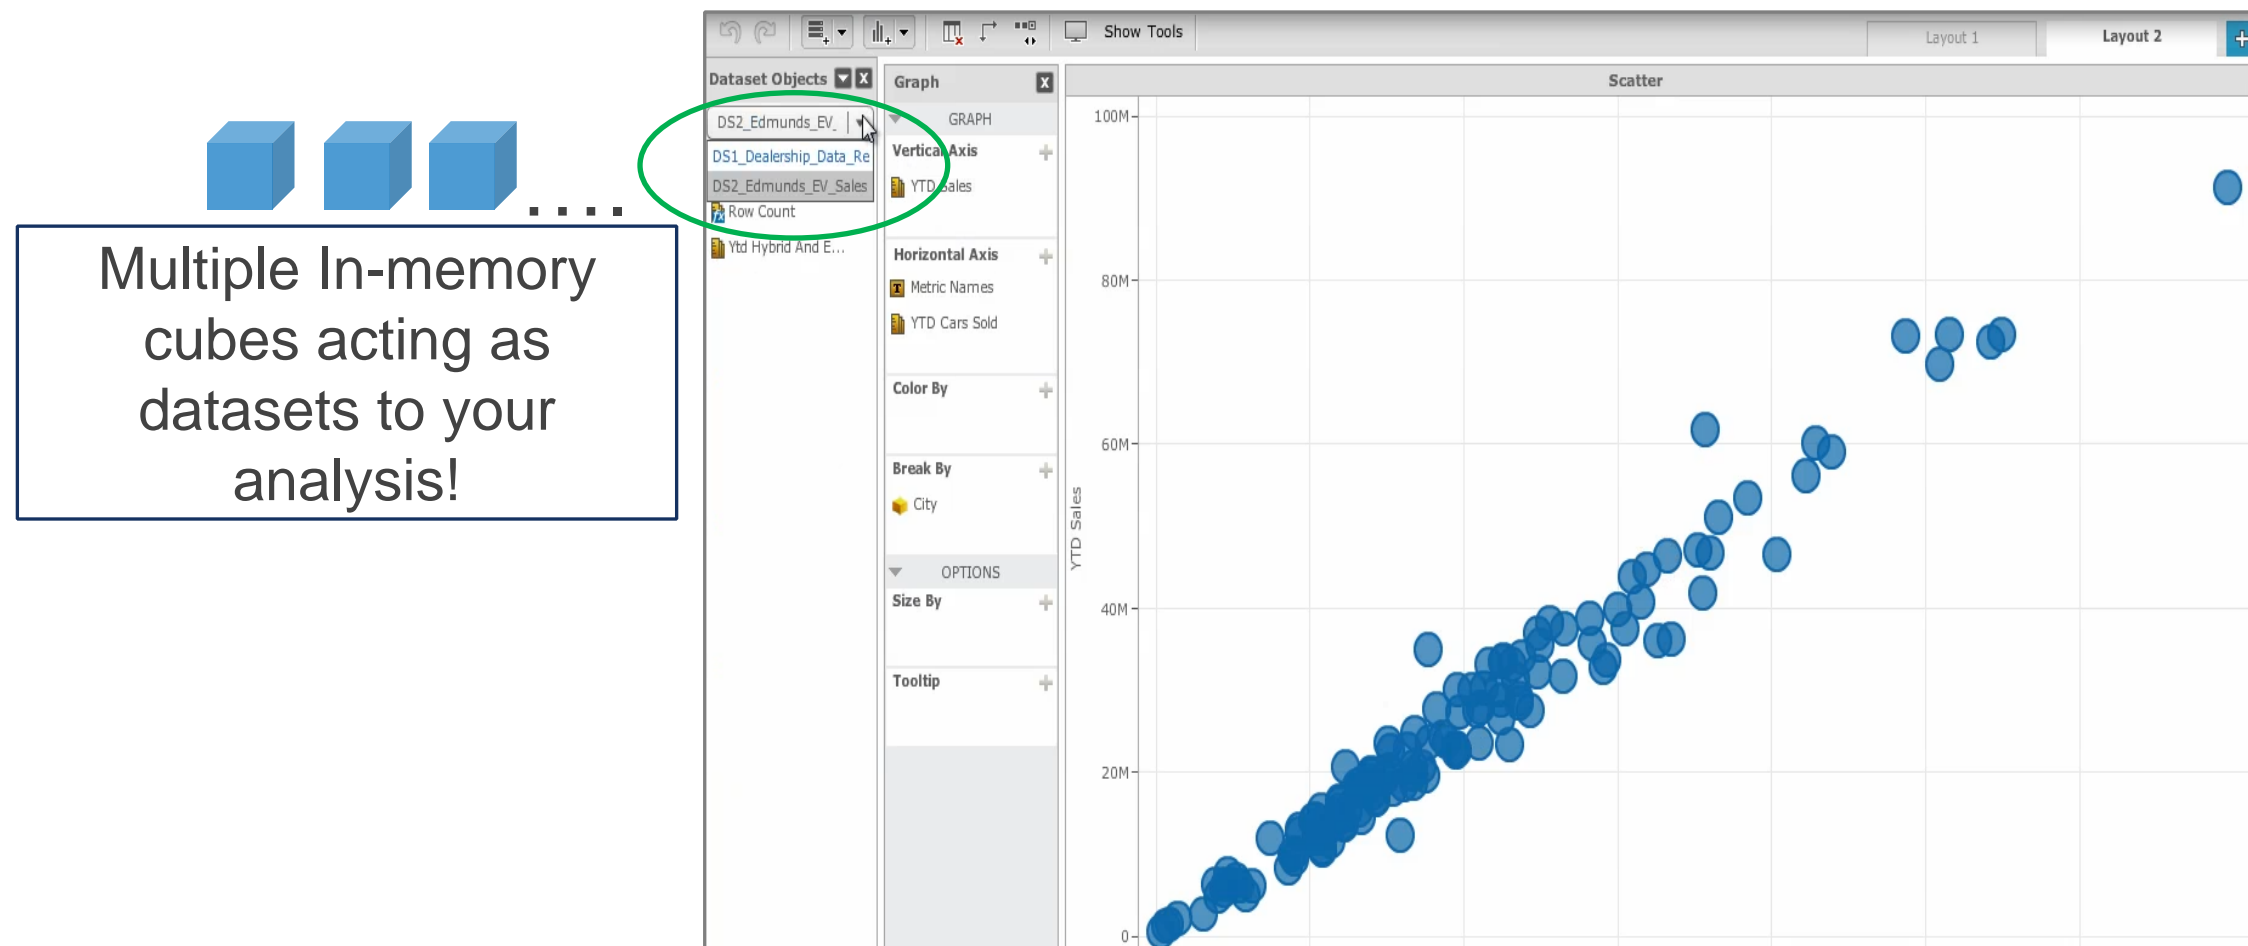 Show Tools
Layout 1
Layout 2
Dataset Objects
Graph
Scatter
DS2_Edmunds_EV_
DS1_Dealership_Data_Re
DS2_Edmunds_EV_Sales
Row Count
Ytd Hybrid And E...
GRAPH
Vertical Axis
YTD Sales
Horizontal Axis
Metric Names
YTD Cars Sold
Color By
Break By
City
OPTIONS
Size By
Tooltip
100M
80M
60M
40M
20M
0
YTD Sales
....
Multiple In-memory
cubes acting as
datasets to your
analysis!